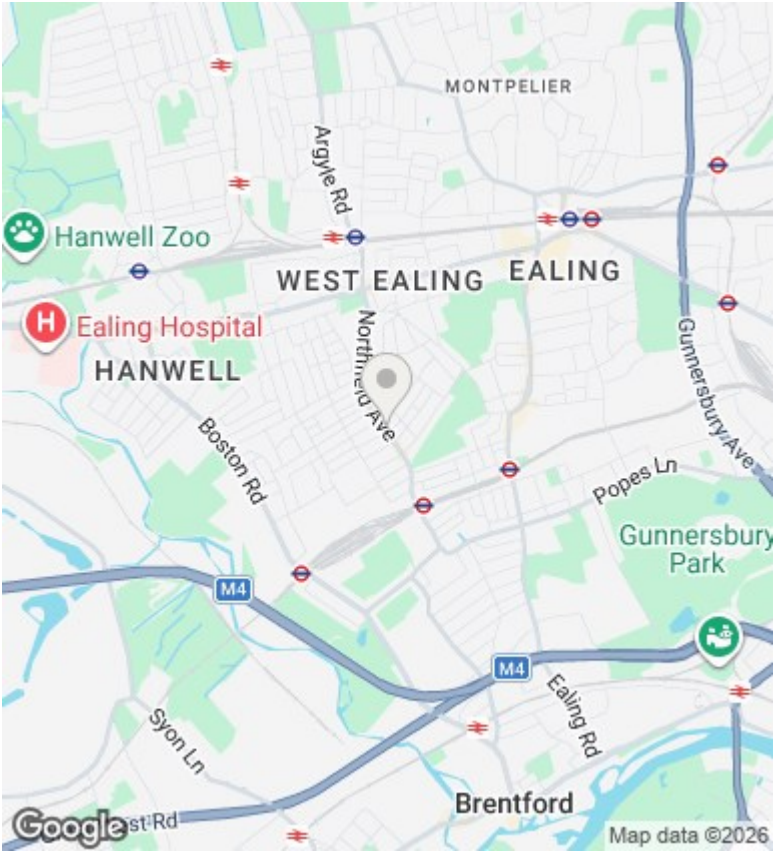 MONTPELIER
Argyle Rd
Hanwell Zoo
WEST EALING
EALING
H
Ealing Hospital
HANWELL
Northfield Ave
Gunnersbury Ave
Boston Rd
Popes Ln
Gunnersbury
Park
M4
M4
Ealing Rd
Syon Ln
Brentford
Google
Rd
Map data ©2026